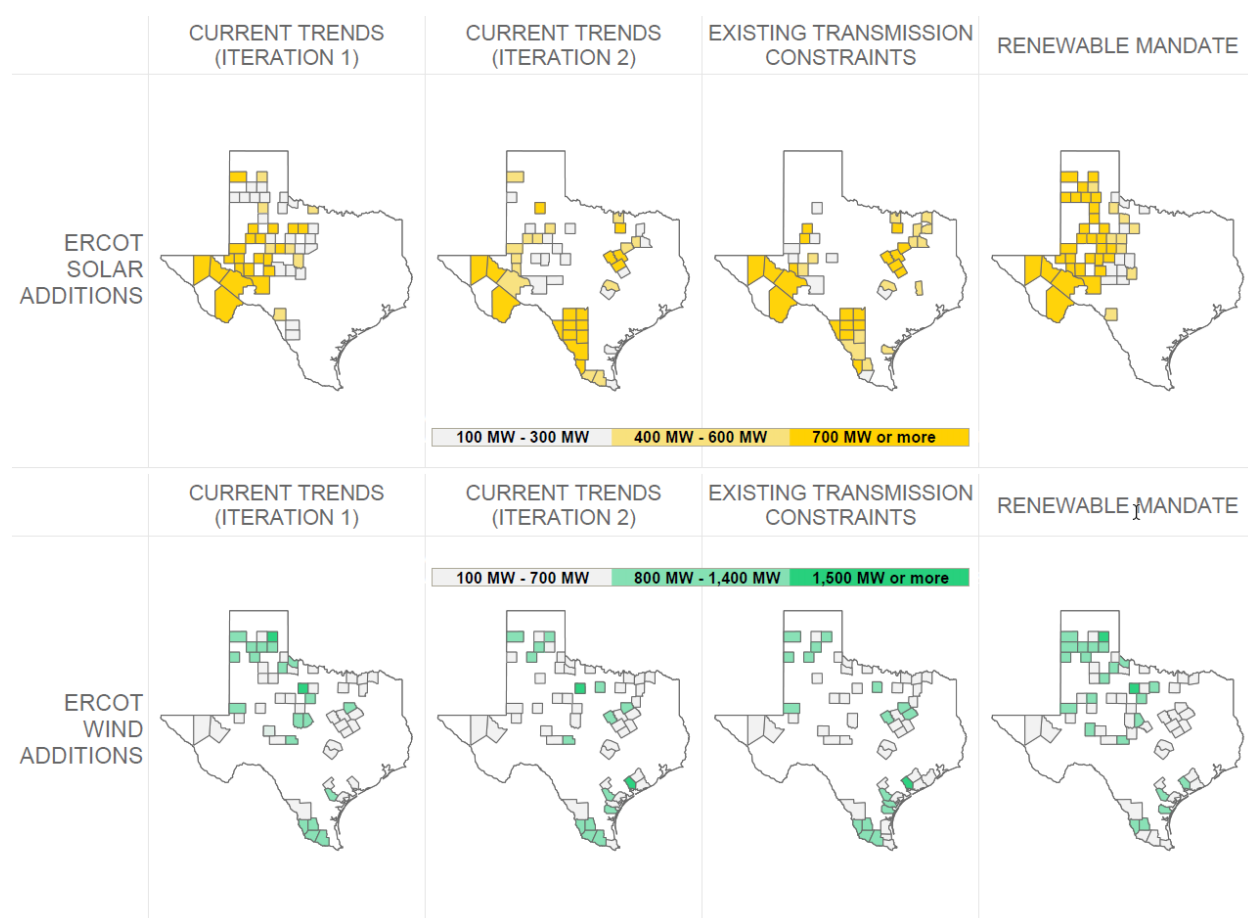 CURRENT TRENDS
(ITERATION 1)
CURRENT TRENDS
(ITERATION 2)
EXISTING TRANSMISSION
CONSTRAINTS
RENEWABLE MANDATE
ERCOT
SOLAR
ADDITIONS
100 MW - 300 MW
400 MW - 600 MW
700 MW or more
CURRENT TRENDS
(ITERATION 1)
CURRENT TRENDS
(ITERATION 2)
EXISTING TRANSMISSION
CONSTRAINTS
RENEWABLE MANDATE
100 MW - 700 MW
800 MW - 1,400 MW
1,500 MW or more
ERCOT
WIND
ADDITIONS